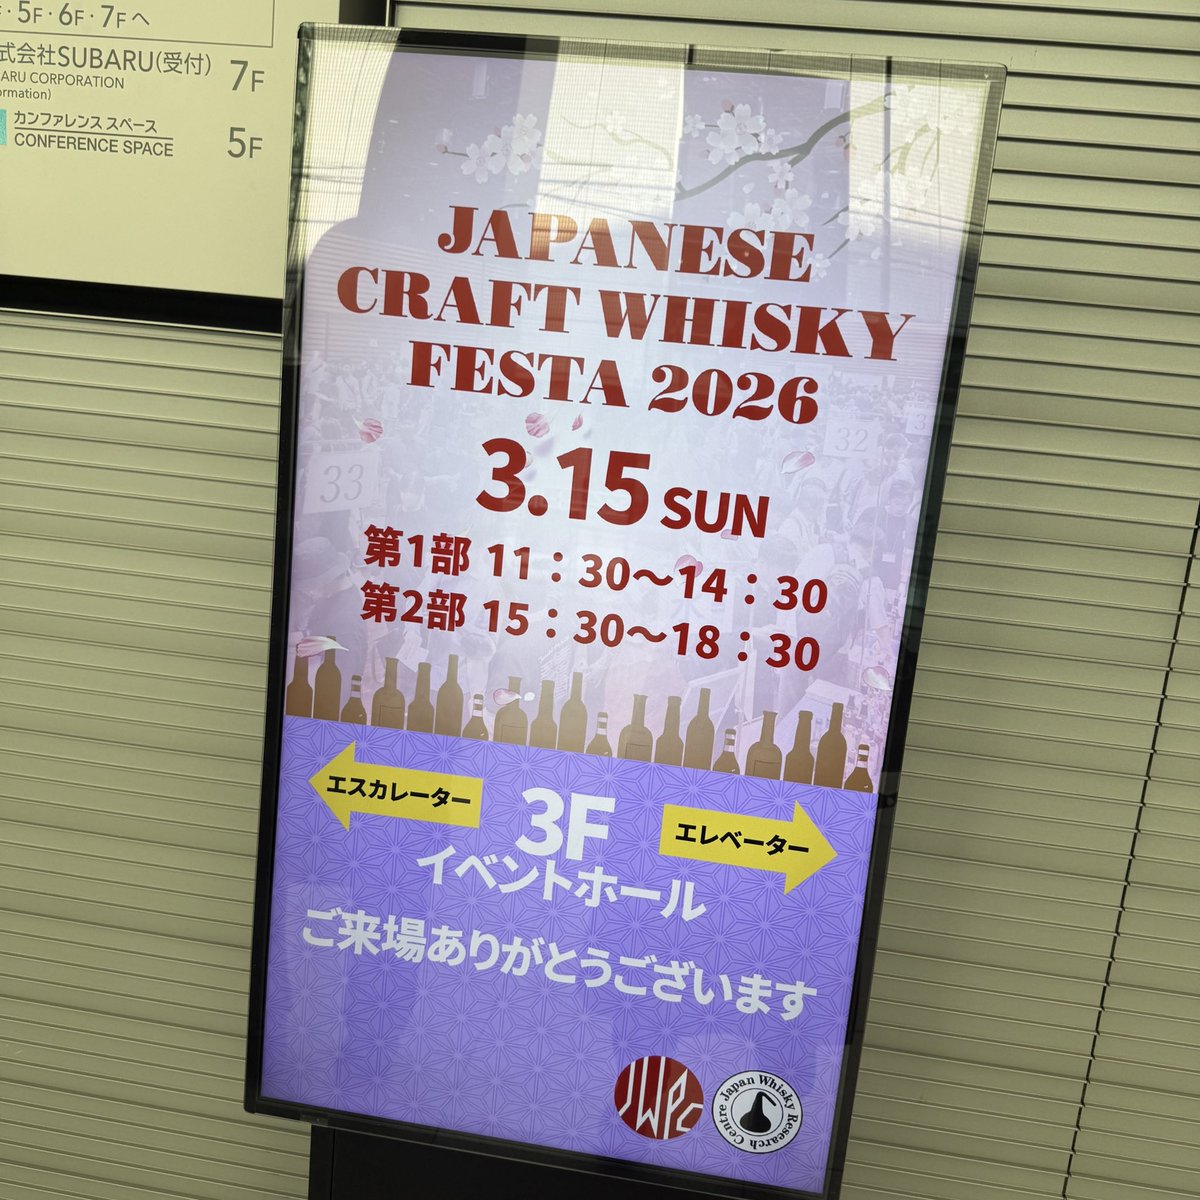 ・5F・6F・7Fへ
式会社SUBARU(受付)
ARU CORPORATION
ormation)
7F
カンファレンス スペース
CONFERENCE SPACE
5F
JAPANESE
CRAFT WHISKY
FESTA 2026
32
33
3.15 SUN
第1部 11：30～14：30
第2部 15：30～18：30
エスカレーター
3F
エレベーター
イベントホール
ご来場ありがとうございます
JWPC
Japan Whisky Research Centre